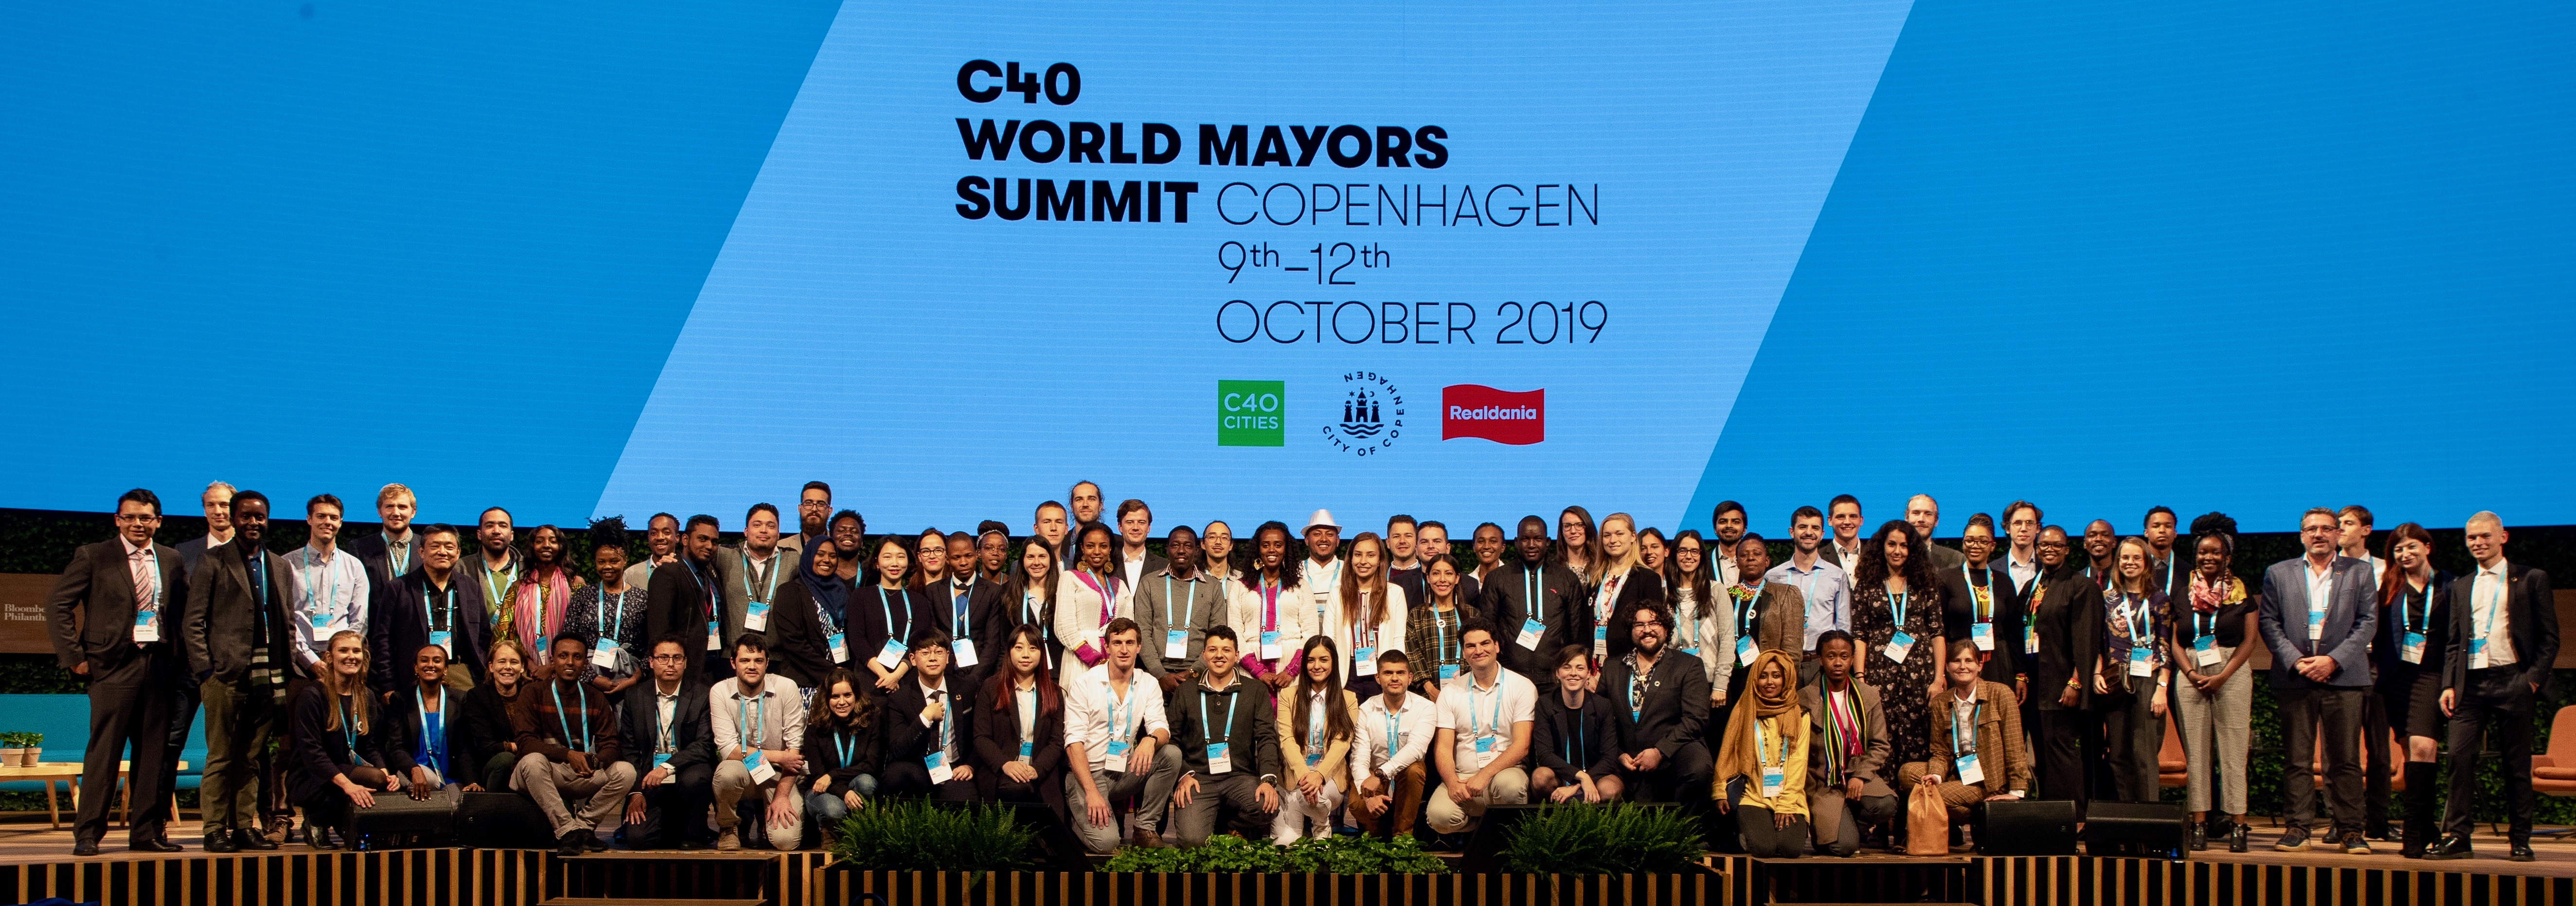 C40
WORLD MAYORS
SUMMIT COPENHAGEN
9th–12th
OCTOBER 2019
C40
CITIES
CITY OF COPENHAGEN
Realdania